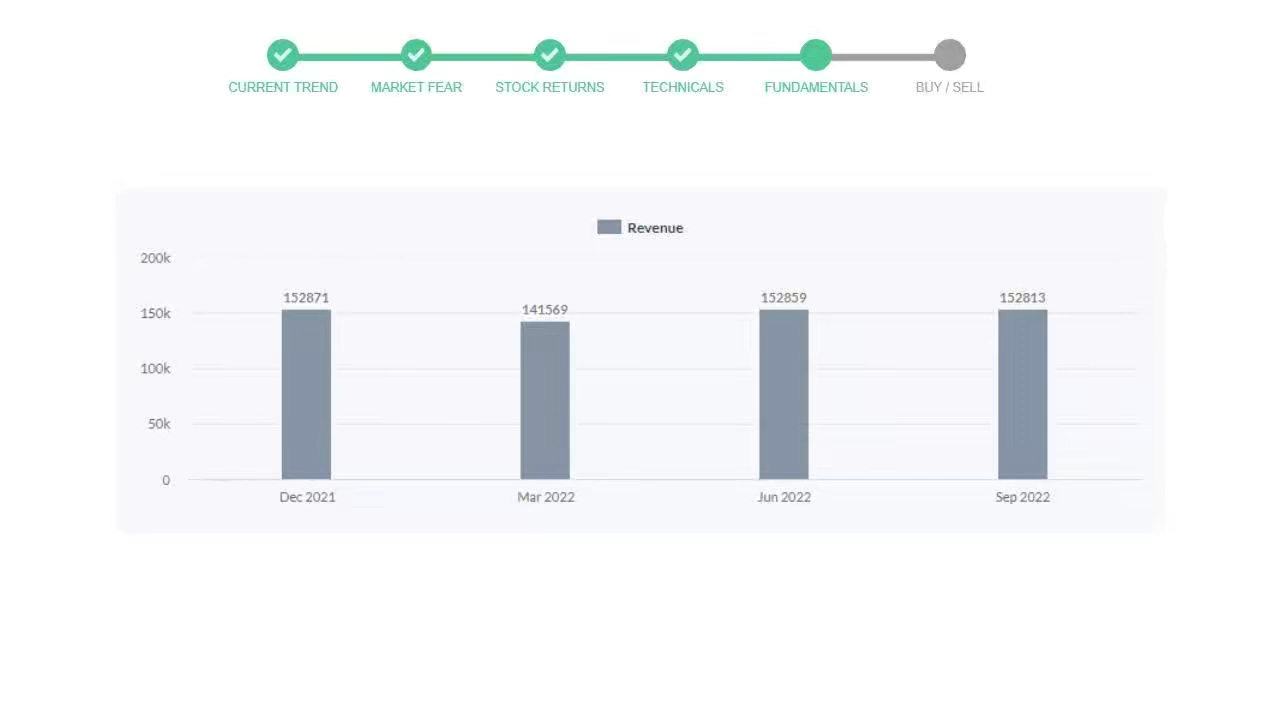 CURRENT TREND MARKET FEAR STOCK RETURNS TECHNICALS FUNDAMENTALS BUY / SELL
Revenue
200k
152871 152859 152813
141569
150k
100k
50k
0
Dec 2021 Mar 2022 Jun 2022 Sep 2022